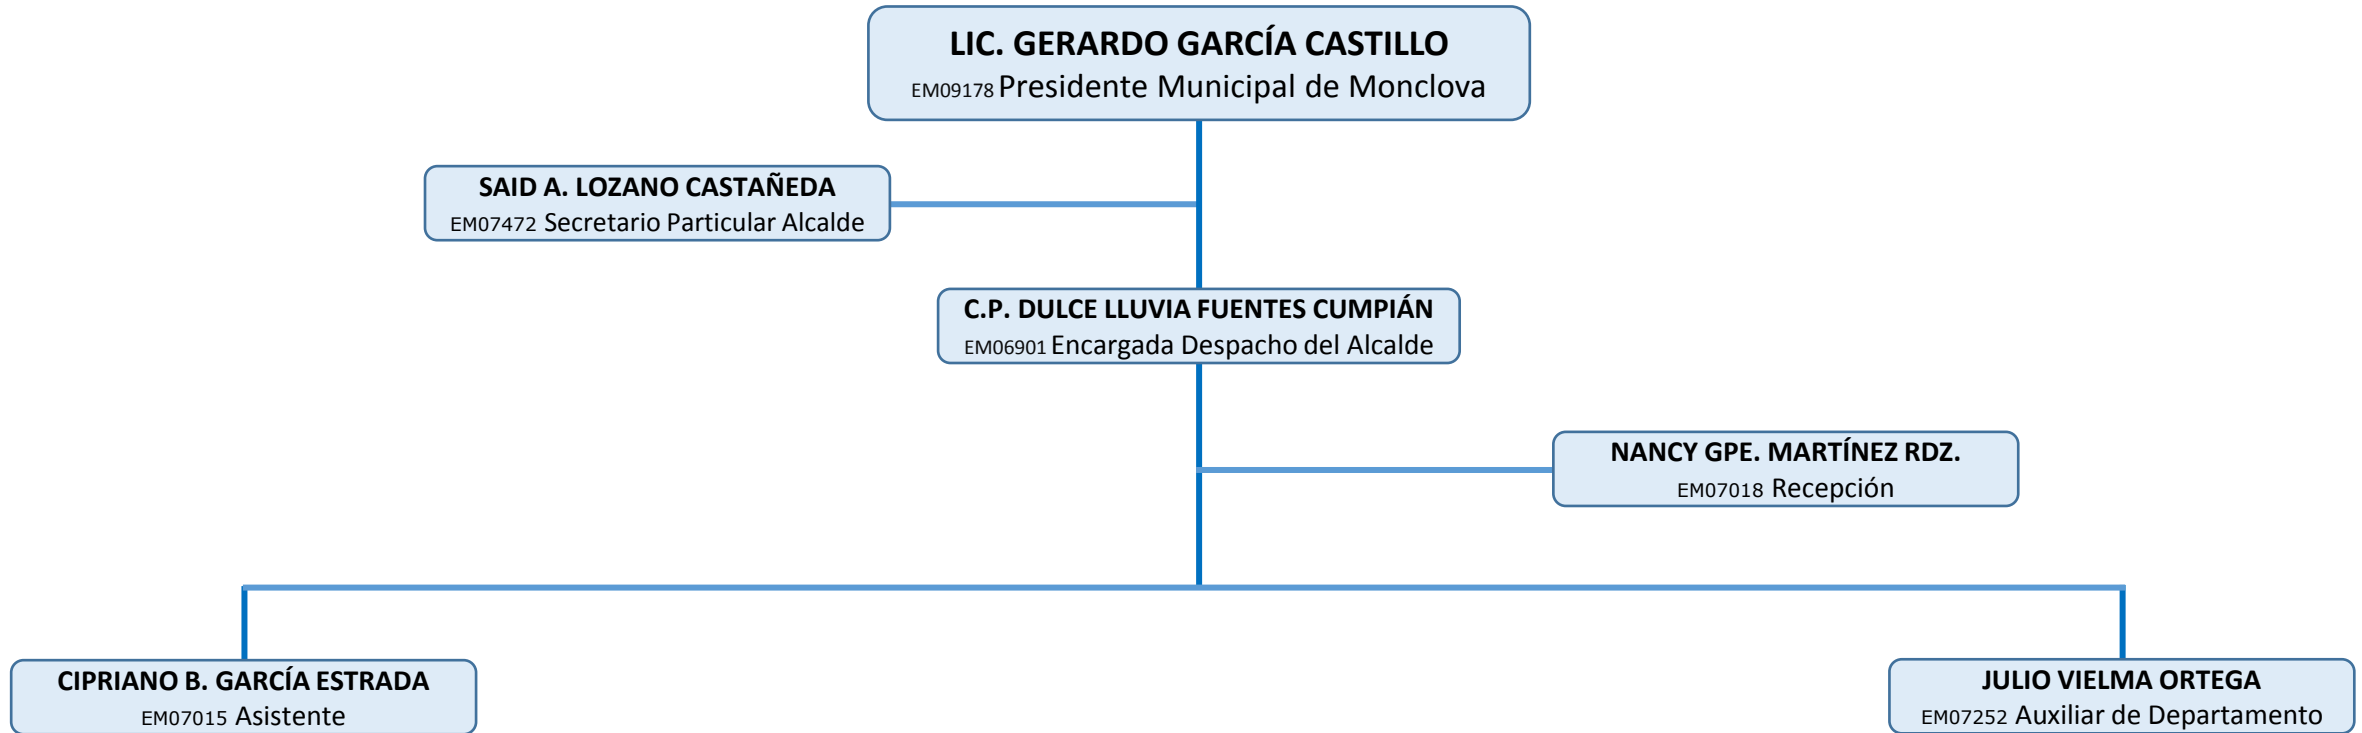 LIC. GERARDO GARCÍA CASTILLO
EM09178 Presidente Municipal de Monclova
SAID A. LOZANO CASTAÑEDA
EM07472 Secretario Particular Alcalde
C.P. DULCE LLUVIA FUENTES CUMPIÁN
EM06901 Encargada Despacho del Alcalde
NANCY GPE. MARTÍNEZ RDZ.
EM07018 Recepción
CIPRIANO B. GARCÍA ESTRADA
EM07015 Asistente
JULIO VIELMA ORTEGA
EM07252 Auxiliar de Departamento